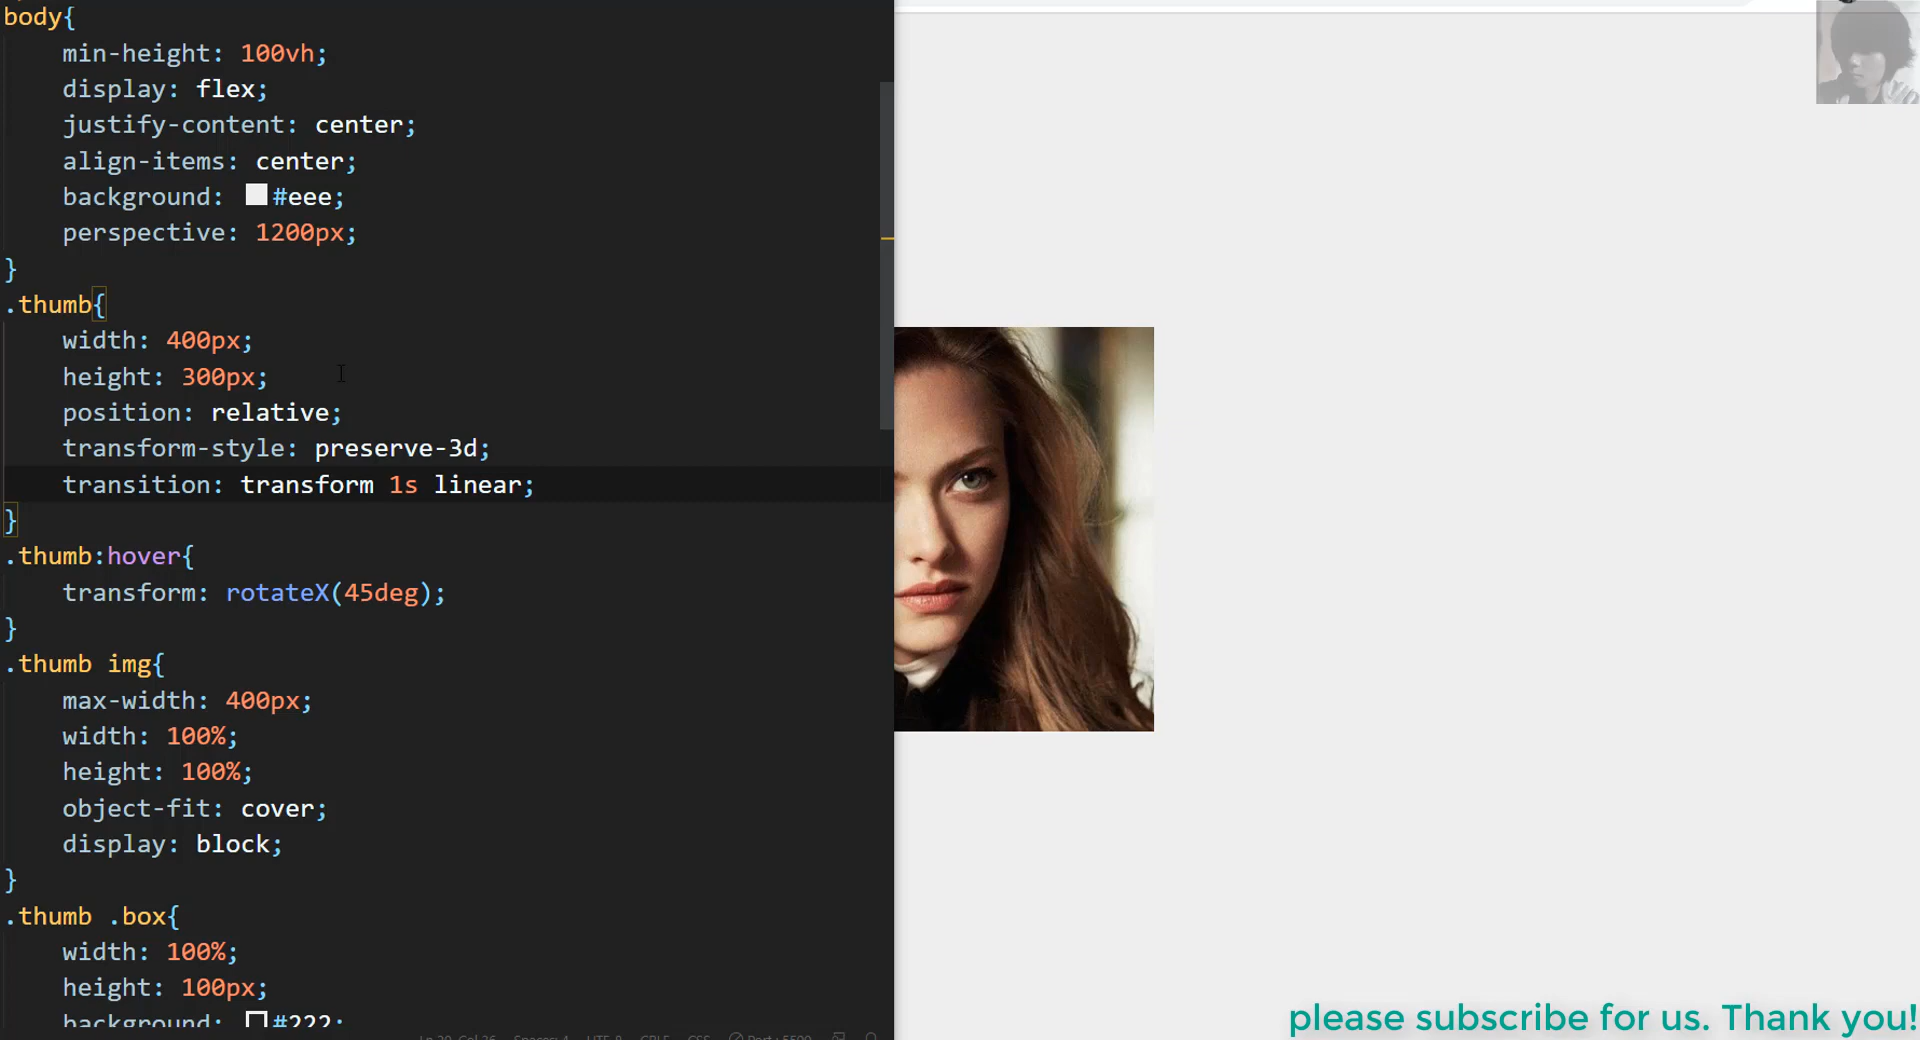 body{
min-height: 100vh;
display: flex;
justify-content: center;
align-items: center;
background: #eee;
perspective: 1200px;
}
.thumb{
width: 400px;
height: 300px;
position: relative;
transform-style: preserve-3d;
transition: transform 1s linear;
}
.thumb:hover{
transform: rotateX(45deg);
}
.thumb img{
max-width: 400px;
width: 100%;
height: 100%;
object-fit: cover;
display: block;
}
.thumb .box{
width: 100%;
height: 100px;
background: #222;
please subscribe for us. Thank you!